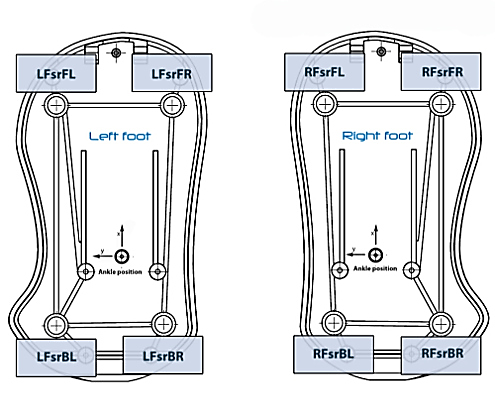 LFsrFL
LFsrFR
RFsrFL
RFsrFR
Left foot
Right foot
x
y
Ankle position
x
y
Ankle position
LFsrBL
LFsrBR
RFsrBL
RFsrBR